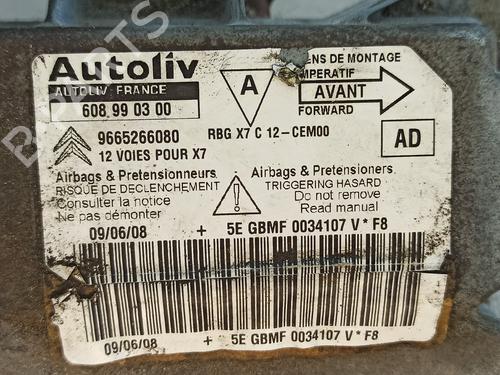 Autoliv
AUTOLIV FRANCE
608 99 03 00
9665266080
12 VOIES POUR X7
A
RBG X7 C 12-CEM00
ENS DE MONTAGE
IMPERATIF
AVANT
FORWARD
AD
Airbags & Pretensionneurs
RISQUE DE DECLENCHEMENT
Consulter la notice
Ne pas démonter
!
Airbags & Pretensioners
TRIGGERING HASARD
Do not remove
Read manual
09/06/08 + 5E GBMF 0034107 V * F8
09/06/08 + 5E GBMF 0034107 V * F8